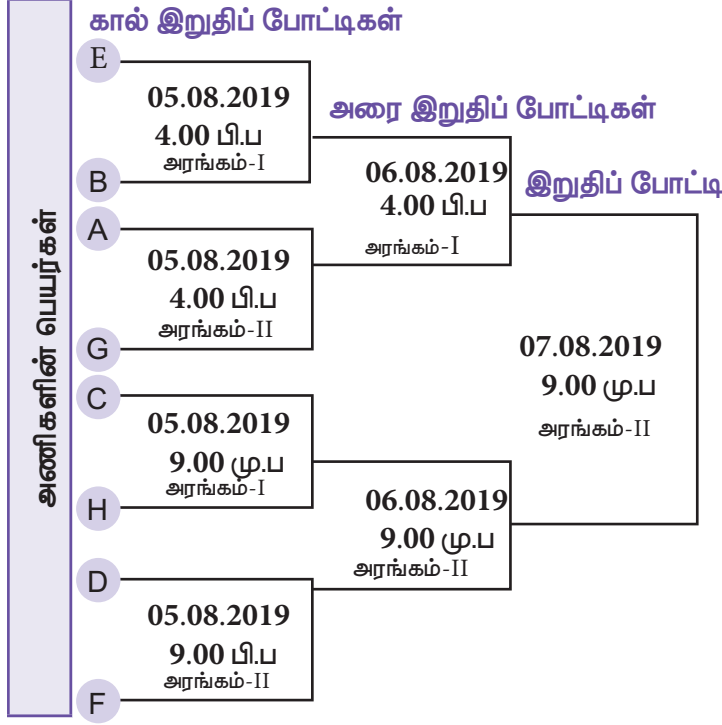 கால் இறுதிப் போட்டிகள்
அணிகளின் பெயர்கள்
E
05.08.2019
4.00 பி.ப
அரங்கம்-I
B
A
05.08.2019
4.00 பி.ப
அரங்கம்-II
G
C
05.08.2019
9.00 மு.ப
அரங்கம்-I
H
D
05.08.2019
9.00 பி.ப
அரங்கம்-II
F
அரை இறுதிப் போட்டிகள்
06.08.2019
4.00 பி.ப
அரங்கம்-I
06.08.2019
9.00 மு.ப
அரங்கம்-II
இறுதிப் போட்டி
07.08.2019
9.00 மு.ப
அரங்கம்-II